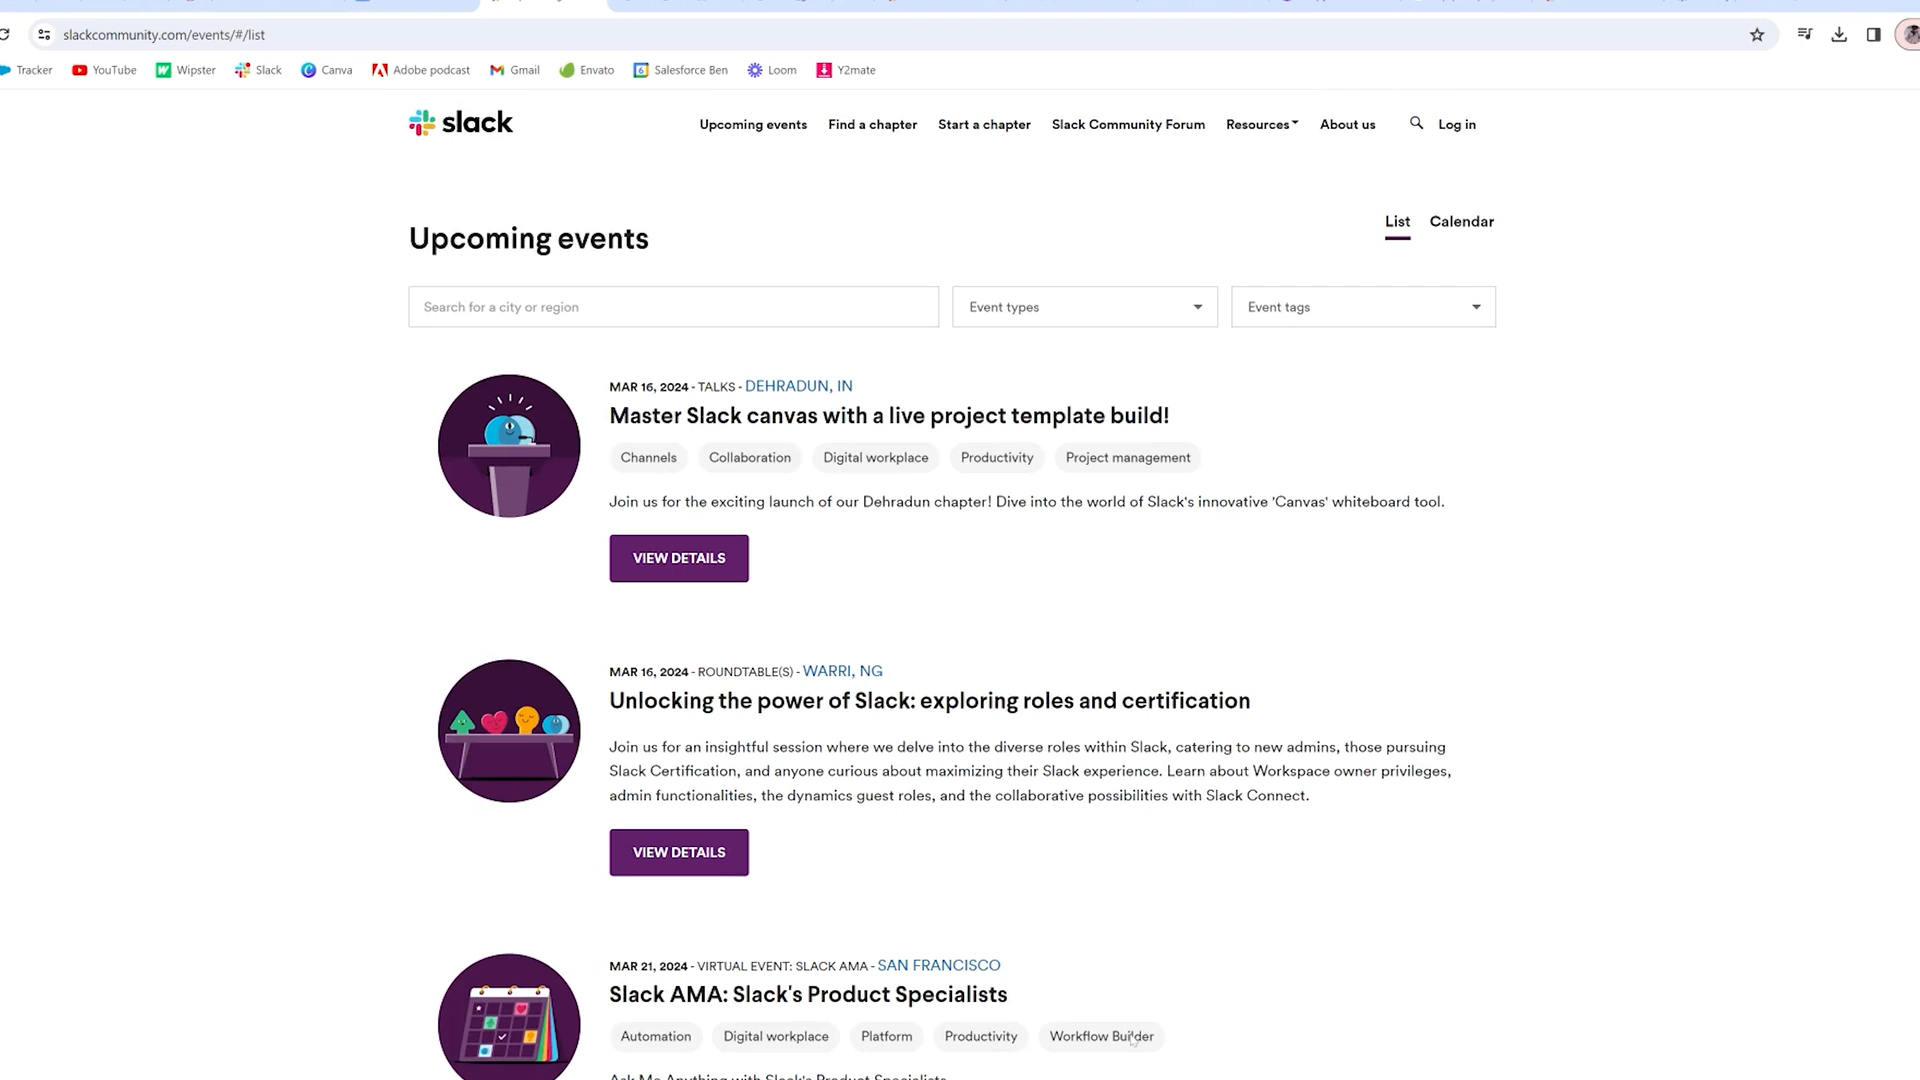 slackcommunity.com/events/#/list
Tracker YouTube Wipster Slack Canva Adobe podcast Gmail Envato 6 Salesforce Ben Loom Y2mate
slack Upcoming events Find a chapter Start a chapter Slack Community Forum Resources About us Log in
Upcoming events
List Calendar
Search for a city or region Event types Event tags
MAR 16, 2024 - TALKS - DEHRADUN, IN
Master Slack canvas with a live project template build!
Channels Collaboration Digital workplace Productivity Project management
Join us for the exciting launch of our Dehradun chapter! Dive into the world of Slack's innovative 'Canvas' whiteboard tool.
VIEW DETAILS
MAR 16, 2024 - ROUNDTABLE(S) - WARRI, NG
Unlocking the power of Slack: exploring roles and certification
Join us for an insightful session where we delve into the diverse roles within Slack, catering to new admins, those pursuing
Slack Certification, and anyone curious about maximizing their Slack experience. Learn about Workspace owner privileges,
admin functionalities, the dynamics guest roles, and the collaborative possibilities with Slack Connect.
VIEW DETAILS
MAR 21, 2024 - VIRTUAL EVENT: SLACK AMA - SAN FRANCISCO
Slack AMA: Slack's Product Specialists
Automation Digital workplace Platform Productivity Workflow Builder
Ask Me Anything with Slack's Product Specialists